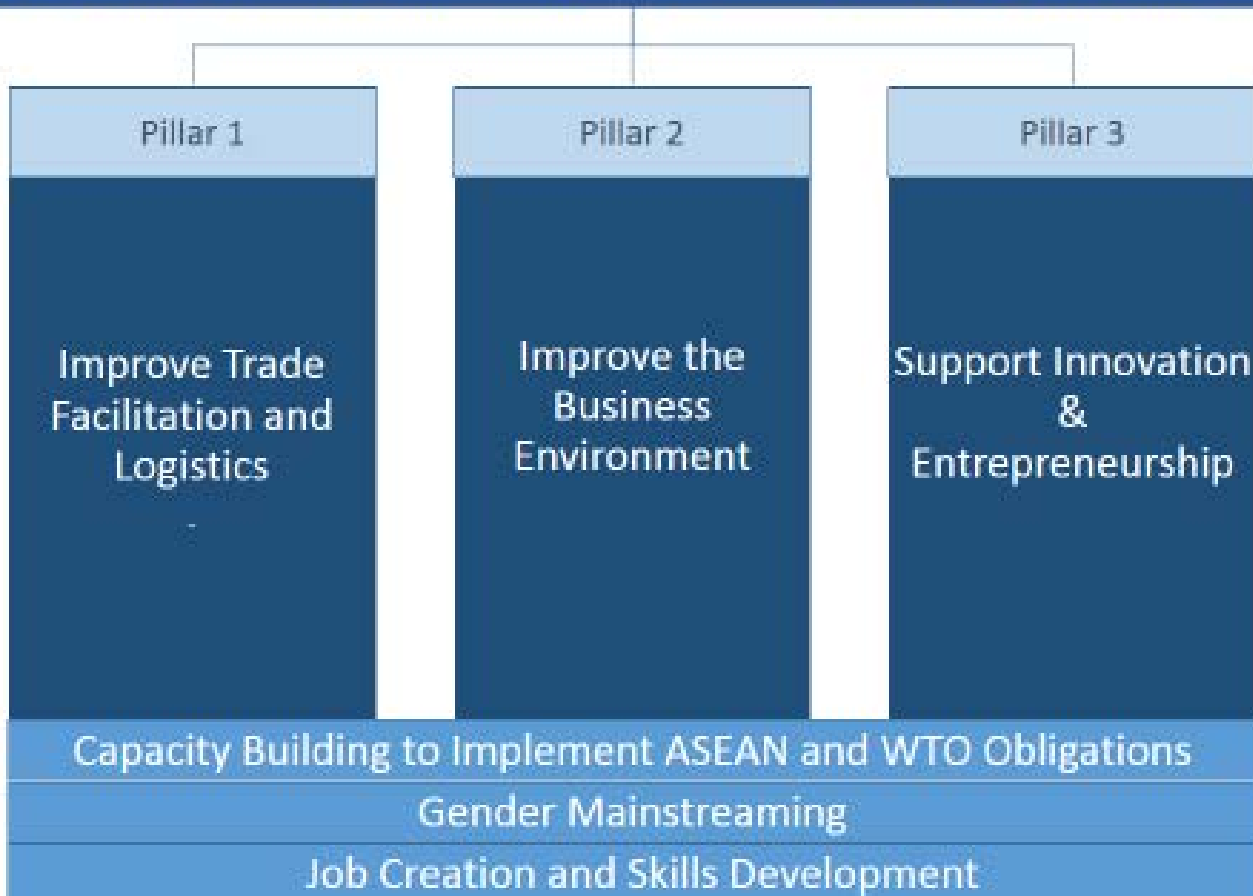 Pillar 1
Pillar 2
Pillar 3
Improve Trade
Facilitation and
Logistics
-
Improve the
Business
Environment
Support Innovation
&
Entrepreneurship
Capacity Building to Implement ASEAN and WTO Obligations
Gender Mainstreaming
Job Creation and Skills Development